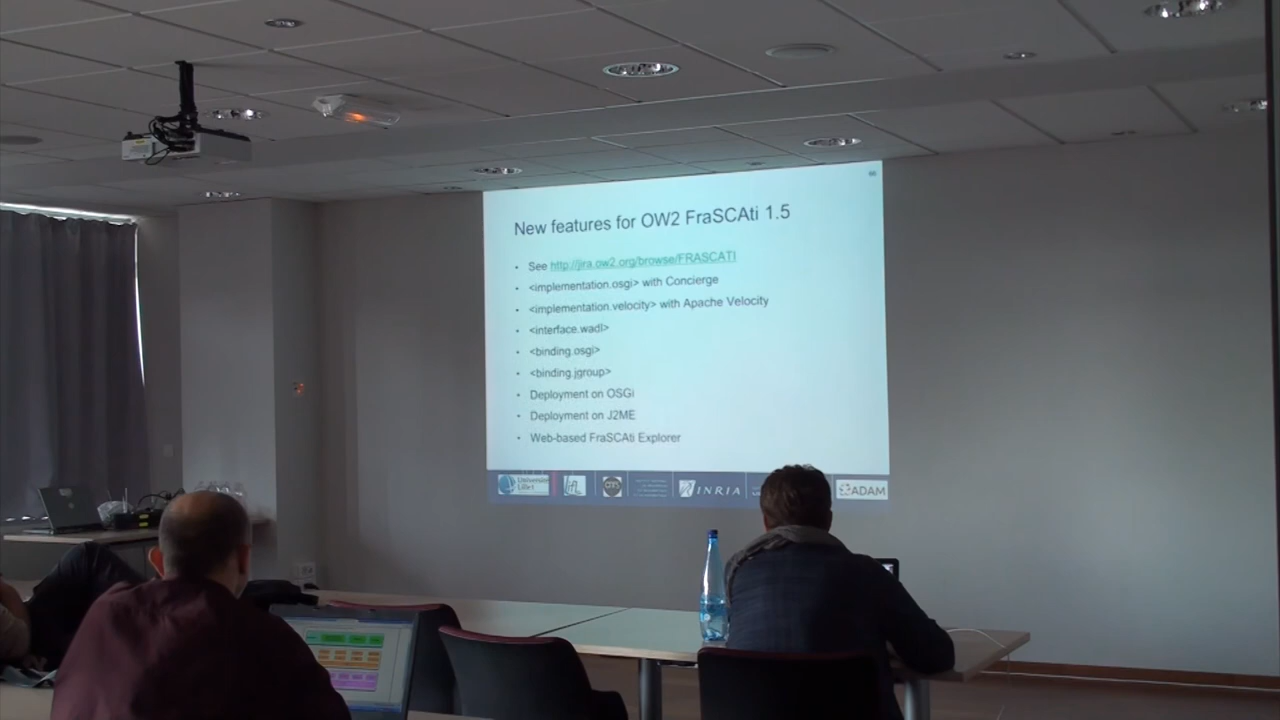 New features for OW2 FraSCAti 1.5
• See http://jira.ow2.org/browse/FRASCATI
• <implementation.osgi> with Concierge
• <implementation.velocity> with Apache Velocity
• <interface.wadl>
• <binding.osgi>
• <binding.jgroup>
• Deployment on OSGi
• Deployment on J2ME
• Web-based FraSCAti Explorer
Université Lille1
INRIA
ADAM